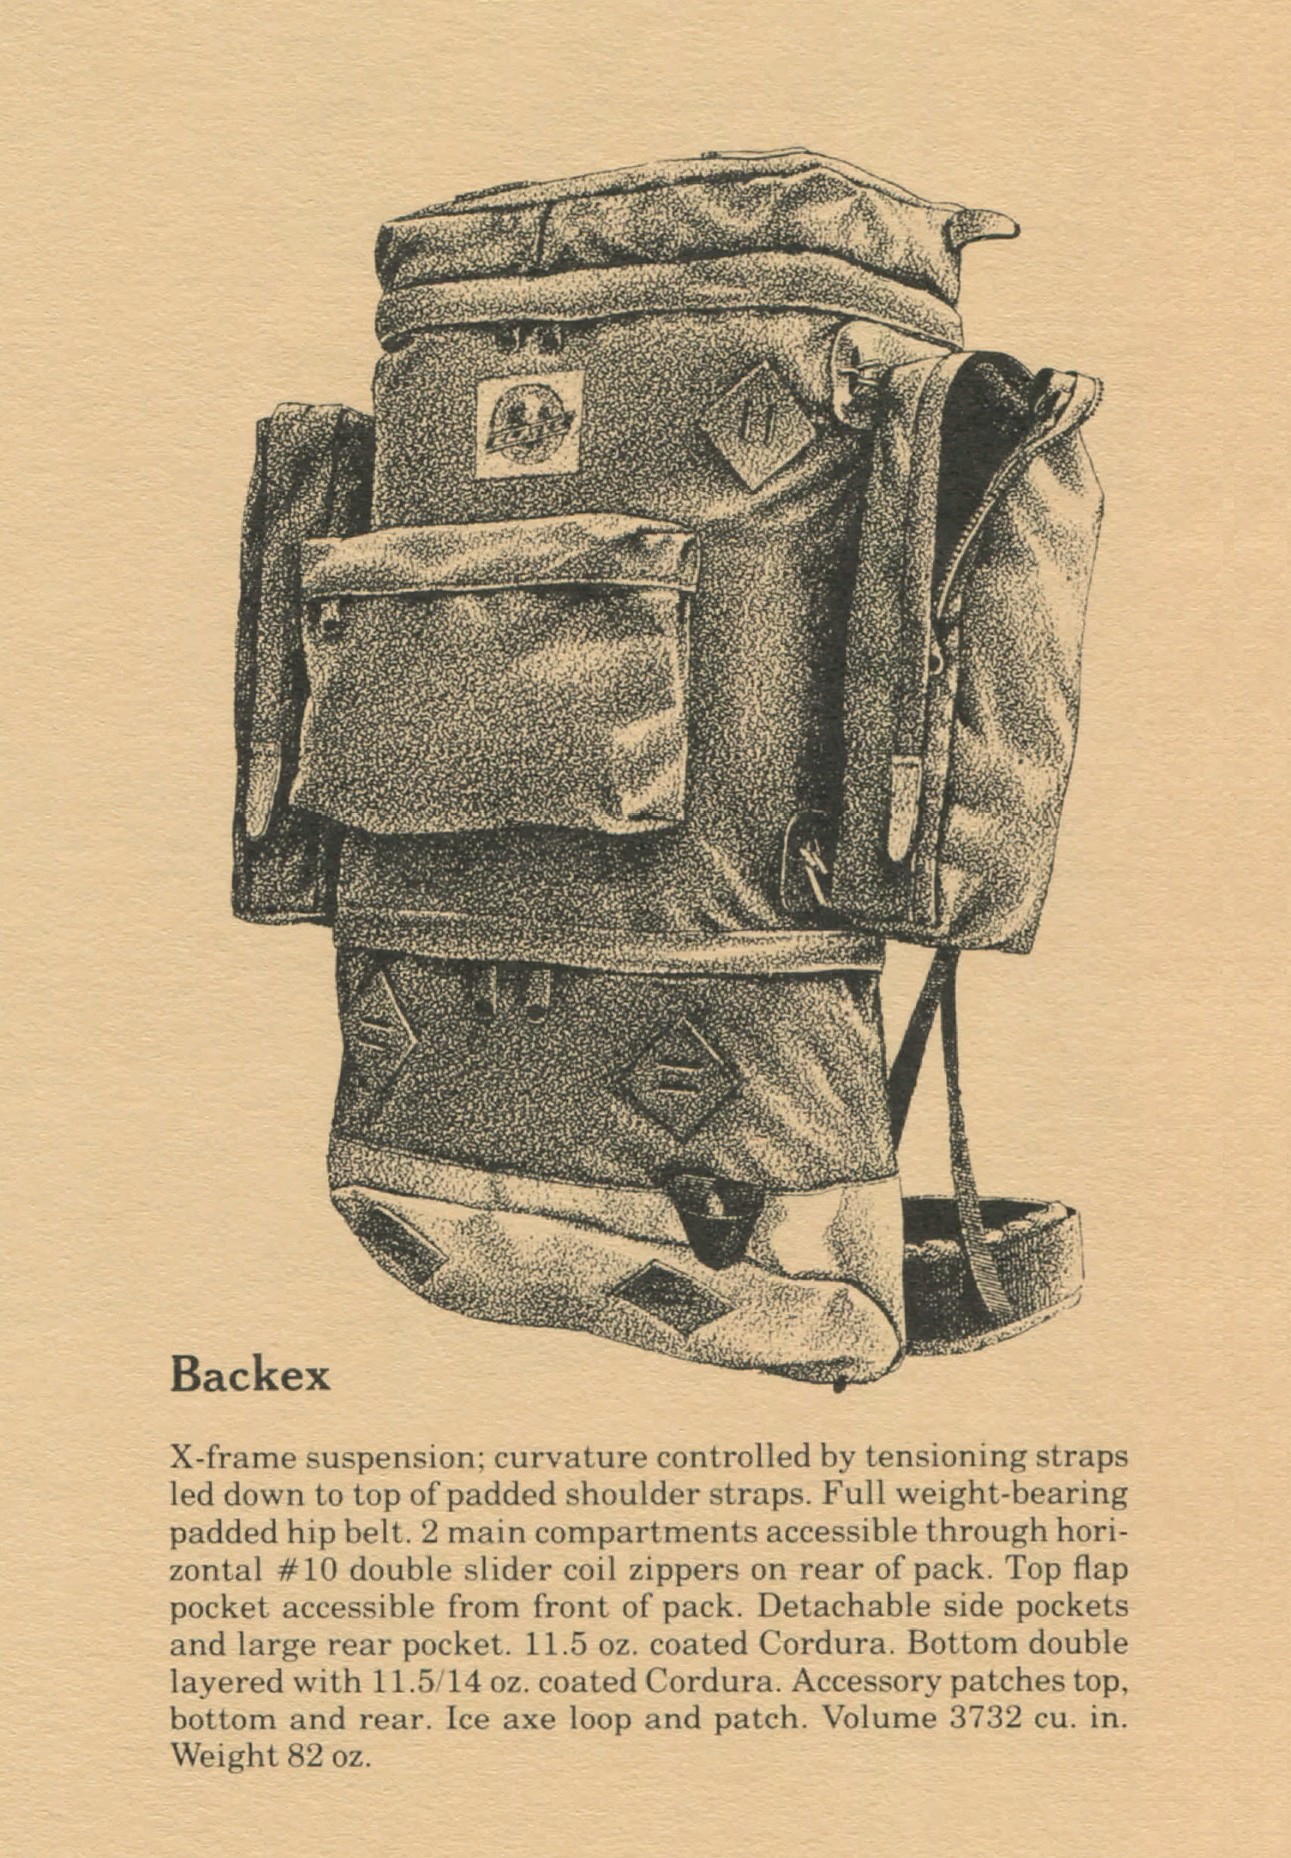 Backex
X-frame suspension; curvature controlled by tensioning straps
led down to top of padded shoulder straps. Full weight-bearing
padded hip belt. 2 main compartments accessible through hori-
zontal #10 double slider coil zippers on rear of pack. Top flap
pocket accessible from front of pack. Detachable side pockets
and large rear pocket. 11.5 oz. coated Cordura. Bottom double
layered with 11.5/14 oz. coated Cordura. Accessory patches top,
bottom and rear. Ice axe loop and patch. Volume 3732 cu. in.
Weight 82 oz.